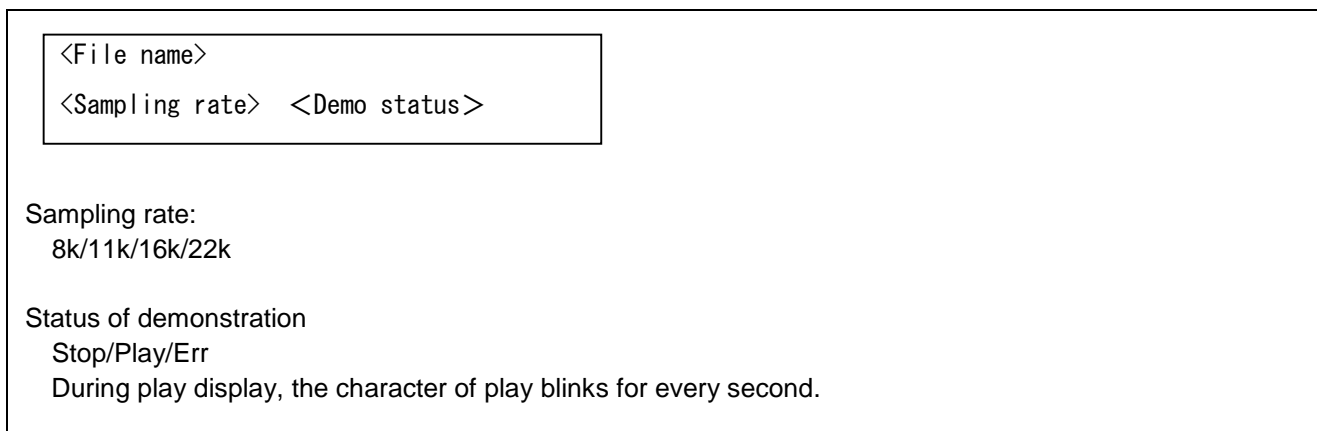 <File name>
<Sampling rate> ＜Demo status＞
Sampling rate:
8k/11k/16k/22k
Status of demonstration
Stop/Play/Err
During play display, the character of play blinks for every second.